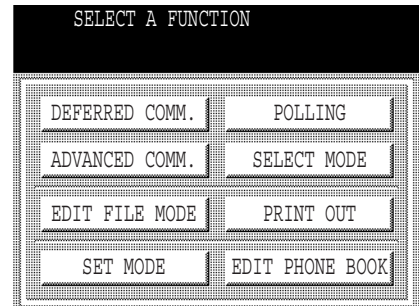 SELECT A FUNCTION
DEFERRED COMM. POLLING
ADVANCED COMM. SELECT MODE
EDIT FILE MODE PRINT OUT
SET MODE EDIT PHONE BOOK